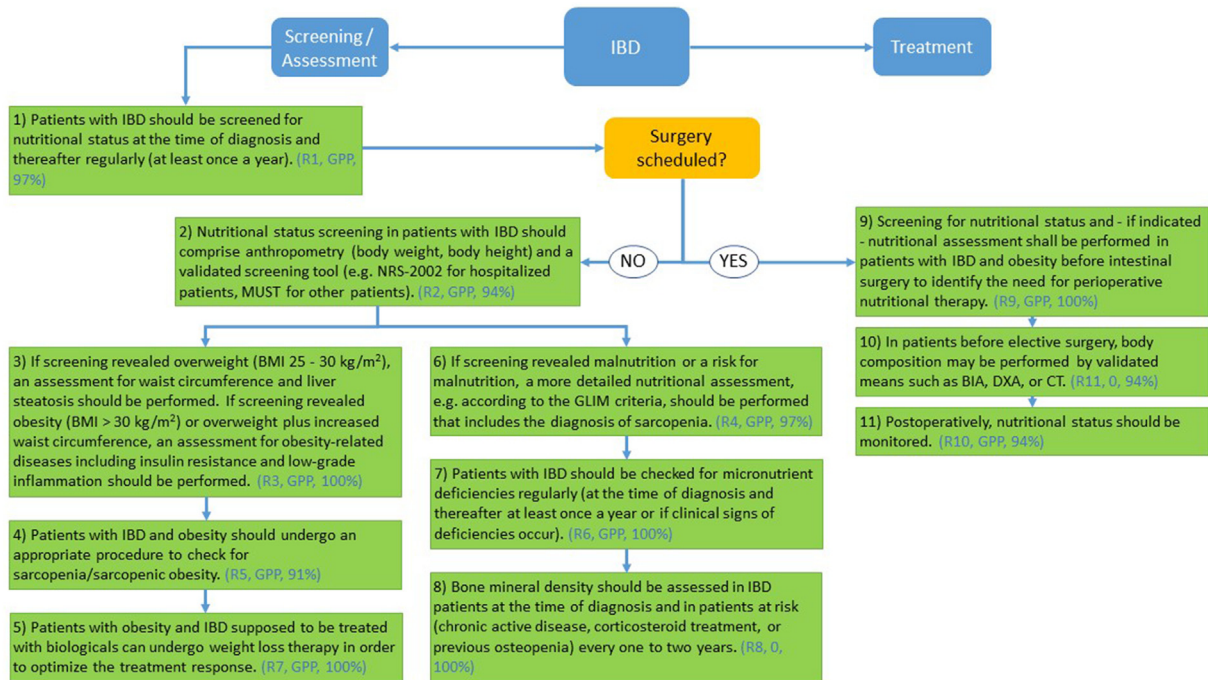 Screening /
Assessment
IBD
Treatment
1) Patients with IBD should be screened for
nutritional status at the time of diagnosis and
thereafter regularly (at least once a year). (R1, GPP,
97%)
Surgery
scheduled?
2) Nutritional status screening in patients with IBD should
comprise anthropometry (body weight, body height) and a
validated screening tool (e.g. NRS-2002 for hospitalized
patients, MUST for other patients). (R2, GPP, 94%)
NO
YES
9) Screening for nutritional status and - if indicated
- nutritional assessment shall be performed in
patients with IBD and obesity before intestinal
surgery to identify the need for perioperative
nutritional therapy. (R9, GPP, 100%)
3) If screening revealed overweight (BMI 25 - 30 kg/m²),
an assessment for waist circumference and liver
steatosis should be performed. If screening revealed
obesity (BMI > 30 kg/m²) or overweight plus increased
waist circumference, an assessment for obesity-related
diseases including insulin resistance and low-grade
inflammation should be performed. (R3, GPP, 100%)
6) If screening revealed malnutrition or a risk for
malnutrition, a more detailed nutritional assessment,
e.g. according to the GLIM criteria, should be performed
that includes the diagnosis of sarcopenia. (R4, GPP, 97%)
10) In patients before elective surgery, body
composition may be performed by validated
means such as BIA, DXA, or CT. (R11, 0, 94%)
11) Postoperatively, nutritional status should be
monitored. (R10, GPP, 94%)
7) Patients with IBD should be checked for micronutrient
deficiencies regularly (at the time of diagnosis and
thereafter at least once a year or if clinical signs of
deficiencies occur). (R6, GPP, 100%)
4) Patients with IBD and obesity should undergo an
appropriate procedure to check for
sarcopenia/sarcopenic obesity. (R5, GPP, 91%)
8) Bone mineral density should be assessed in IBD
patients at the time of diagnosis and in patients at risk
(chronic active disease, corticosteroid treatment, or
previous osteopenia) every one to two years. (R8, 0,
100%)
5) Patients with obesity and IBD supposed to be treated
with biologicals can undergo weight loss therapy in order
to optimize the treatment response. (R7, GPP, 100%)